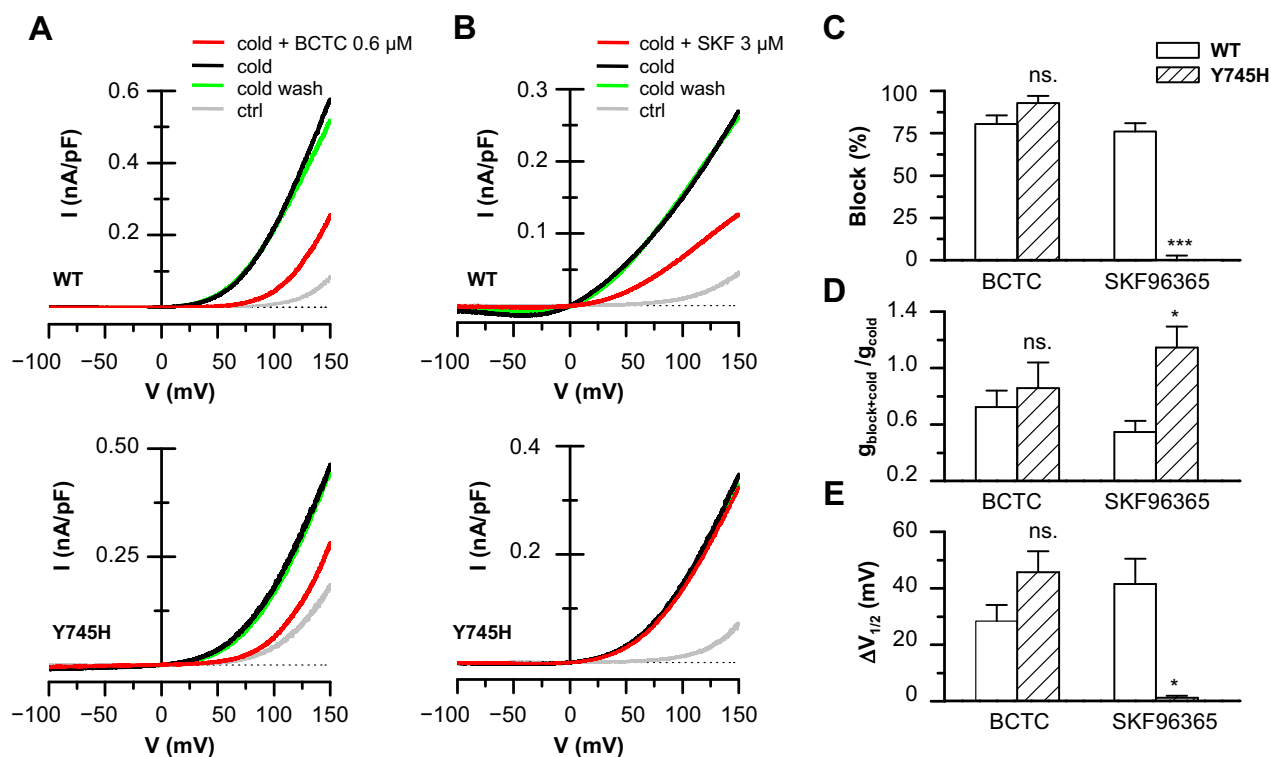 A
cold + BCTC 0.6 µM
cold
cold wash
ctrl
I (nA/pF)
0.6
0.4
0.2
WT
−100 −50 0 50 100 150
V (mV)
I (nA/pF)
0.50
0.25
Y745H
−100 −50 0 50 100 150
V (mV)
B
cold + SKF 3 µM
cold
cold wash
ctrl
I (nA/pF)
0.3
0.2
0.1
WT
−100 −50 0 50 100 150
V (mV)
I (nA/pF)
0.4
0.2
Y745H
−100 −50 0 50 100 150
V (mV)
C
WT
Y745H
Block (%)
100
75
50
25
0
ns.
***
BCTC SKF96365
D
g block+cold /g cold
1.4
1.0
0.6
0.2
ns.
*
BCTC SKF96365
E
ΔV1/2 (mV)
60
40
20
0
ns.
*
BCTC SKF96365